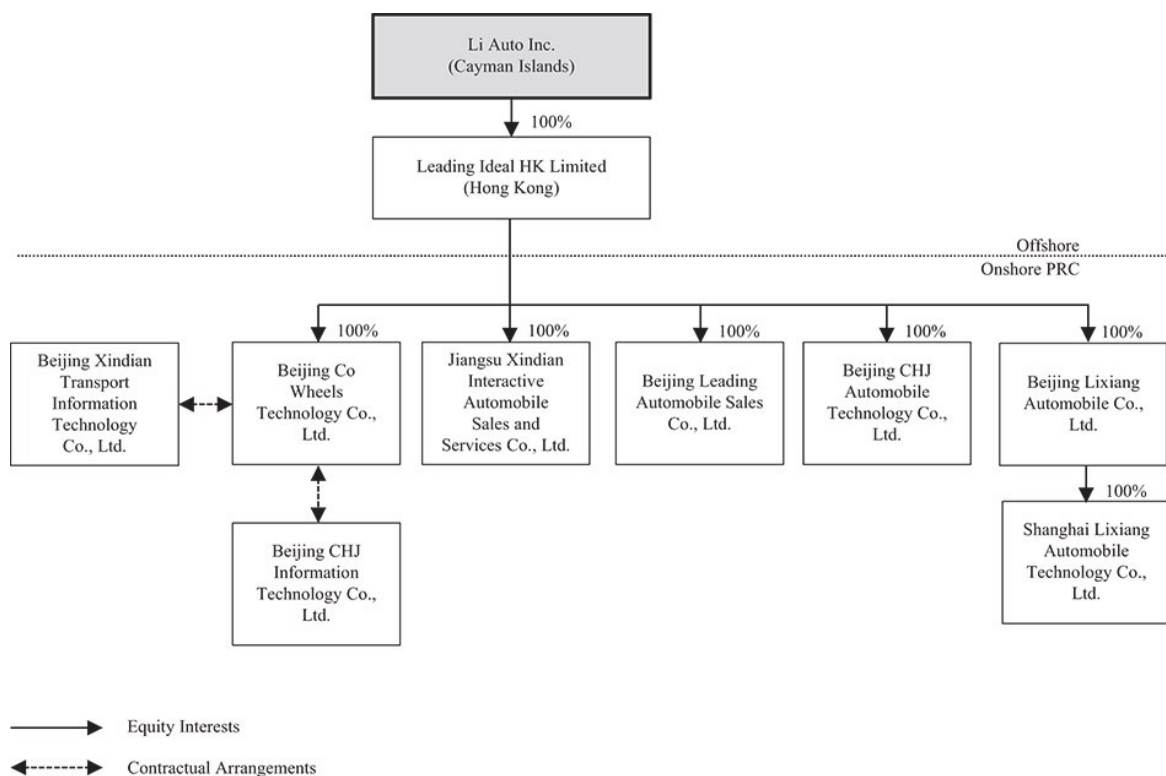 Li Auto Inc.
(Cayman Islands)
100%
Leading Ideal HK Limited
(Hong Kong)
Offshore
Onshore PRC
100%
100%
100%
100%
100%
Beijing Xindian
Transport
Information
Technology
Co., Ltd.
Beijing Co
Wheels
Technology Co.,
Ltd.
Jiangsu Xindian
Interactive
Automobile
Sales and
Services Co., Ltd.
Beijing Leading
Automobile Sales
Co., Ltd.
Beijing CHJ
Automobile
Technology Co.,
Ltd.
Beijing Lixiang
Automobile Co.,
Ltd.
100%
Beijing CHJ
Information
Technology Co.,
Ltd.
Shanghai Lixiang
Automobile
Technology Co.,
Ltd.
Equity Interests
Contractual Arrangements